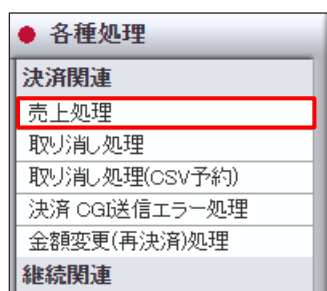 各種処理
決済関連
売上処理
取り消し処理
取り消し処理(CSV予約)
決済 CGI送信エラー処理
金額変更(再決済)処理
継続関連